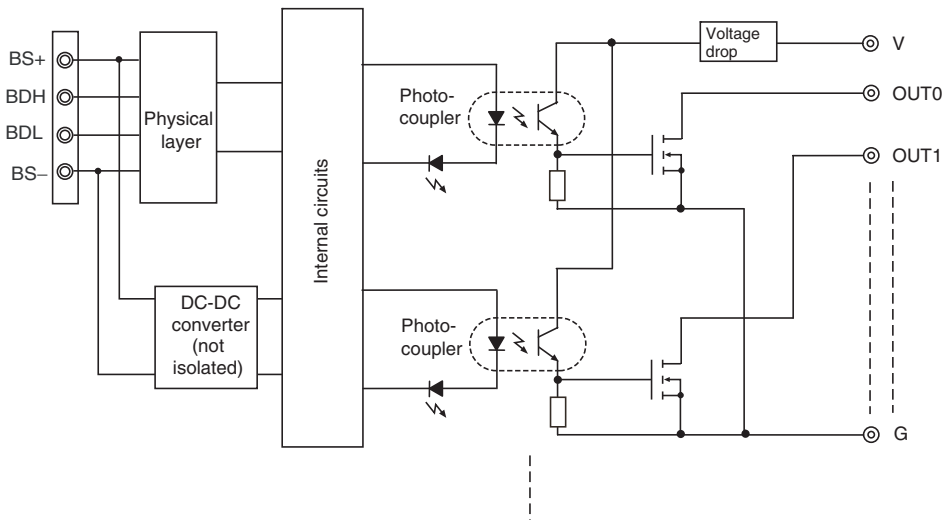 BS+
BDH
BDL
BS–
Physical
layer
DC-DC
converter
(not
isolated)
Internal circuits
Photo-
coupler
Photo-
coupler
Voltage
drop
V
OUT0
OUT1
G